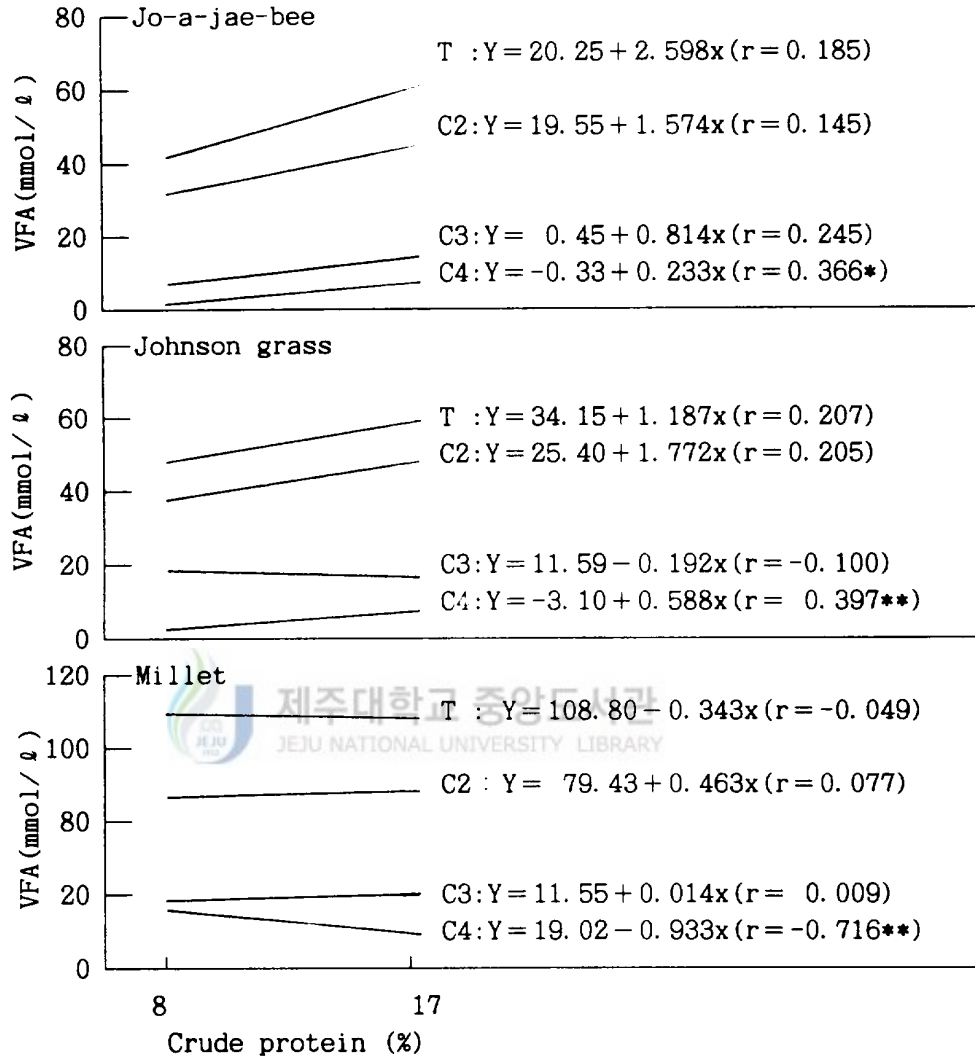 80 Jo-a-jae-bee
T :Y=20.25+2.598x(r=0.185)
60
C2:Y=19.55+1.574x(r=0.145)
40
VFA(mmol/ℓ)
20
C3:Y= 0.45+0.814x(r=0.245)
C4:Y=-0.33+0.233x(r=0.366*)
0
80 Johnson grass
60
T :Y=34.15+1.187x(r=0.207)
C2:Y=25.40+1.772x(r=0.205)
40
VFA(mmol/ℓ)
20
C3:Y=11.59-0.192x(r=-0.100)
C4:Y=-3.10+0.588x(r= 0.397**)
0
120 Millet
제주대학교 중앙도서관
JEJU NATIONAL UNIVERSITY LIBRARY
T : Y=108.80-0.343x(r=-0.049)
100
C2 : Y= 79.43+0.463x(r=0.077)
80
VFA(mmol/ℓ)
20
C3:Y=11.55+0.014x(r= 0.009)
C4:Y=19.02-0.933x(r=-0.716**)
0
8 17
Crude protein (%)